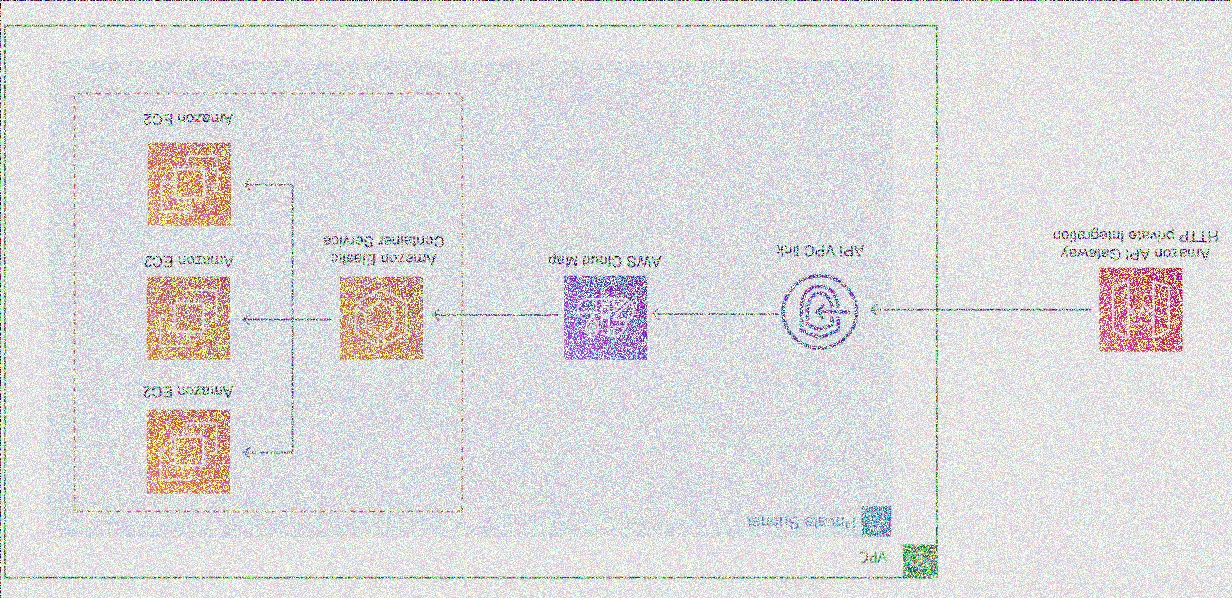 VPC
Private Subnet
Amazon EC2
Amazon API Gateway
HTTP private Integration
API VPC link
AWS Cloud Map
Amazon Elastic
Container Service
Amazon EC2
Amazon EC2